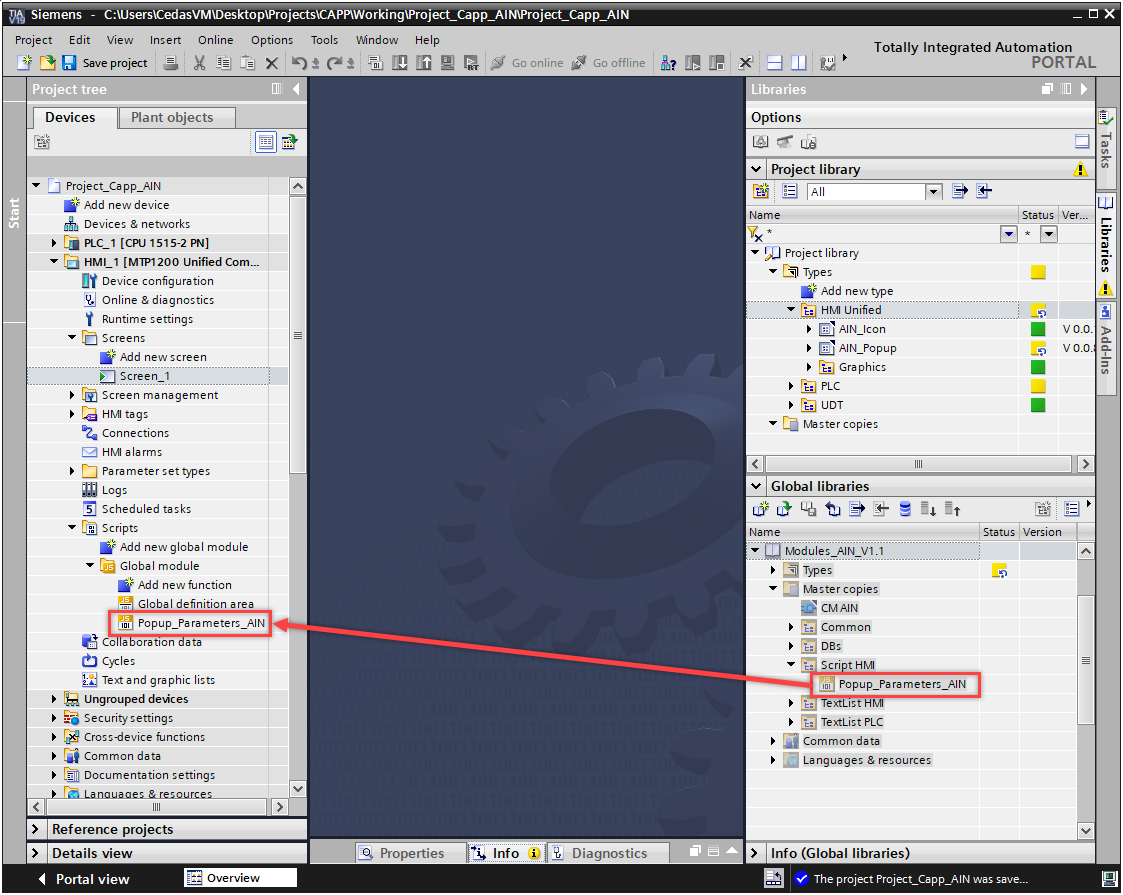 Siemens - C:\Users\CedasVM\Desktop\Projects\CAPP\Working\Project_Capp_AIN\Project_Capp_AIN
Project Edit View Insert Online Options Tools Window Help
Totally Integrated Automation
PORTAL
Save project
Go online
Go offline
Start
Project tree
Devices
Plant objects
Project_Capp_AIN
Add new device
Devices & networks
PLC_1 [CPU 1515-2 PN]
HMI_1 [MTP1200 Unified Com...
Device configuration
Online & diagnostics
Runtime settings
Screens
Add new screen
Screen_1
Screen management
HMI tags
Connections
HMI alarms
Parameter set types
Logs
Scheduled tasks
Scripts
Add new global module
Global module
Add new function
Global definition area
Popup_Parameters_AIN
Collaboration data
Cycles
Text and graphic lists
Ungrouped devices
Security settings
Cross-device functions
Common data
Documentation settings
Languages & resources
Reference projects
Details view
Properties
Info
Diagnostics
Libraries
Options
Project library
All
Name Status Ver...
* *
Project library
Types
Add new type
HMI Unified
AIN_Icon V 0.0.
AIN_Popup V 0.0.
Graphics
PLC
UDT
Master copies
Global libraries
Name Status Version
Modules_AIN_V1.1
Types
Master copies
CM AIN
Common
DBs
Script HMI
Popup_Parameters_AIN
TextList HMI
TextList PLC
Common data
Languages & resources
Info (Global libraries)
Tasks
Libraries
Add-Ins
Portal view
Overview
The project Project_Capp_AIN was save...